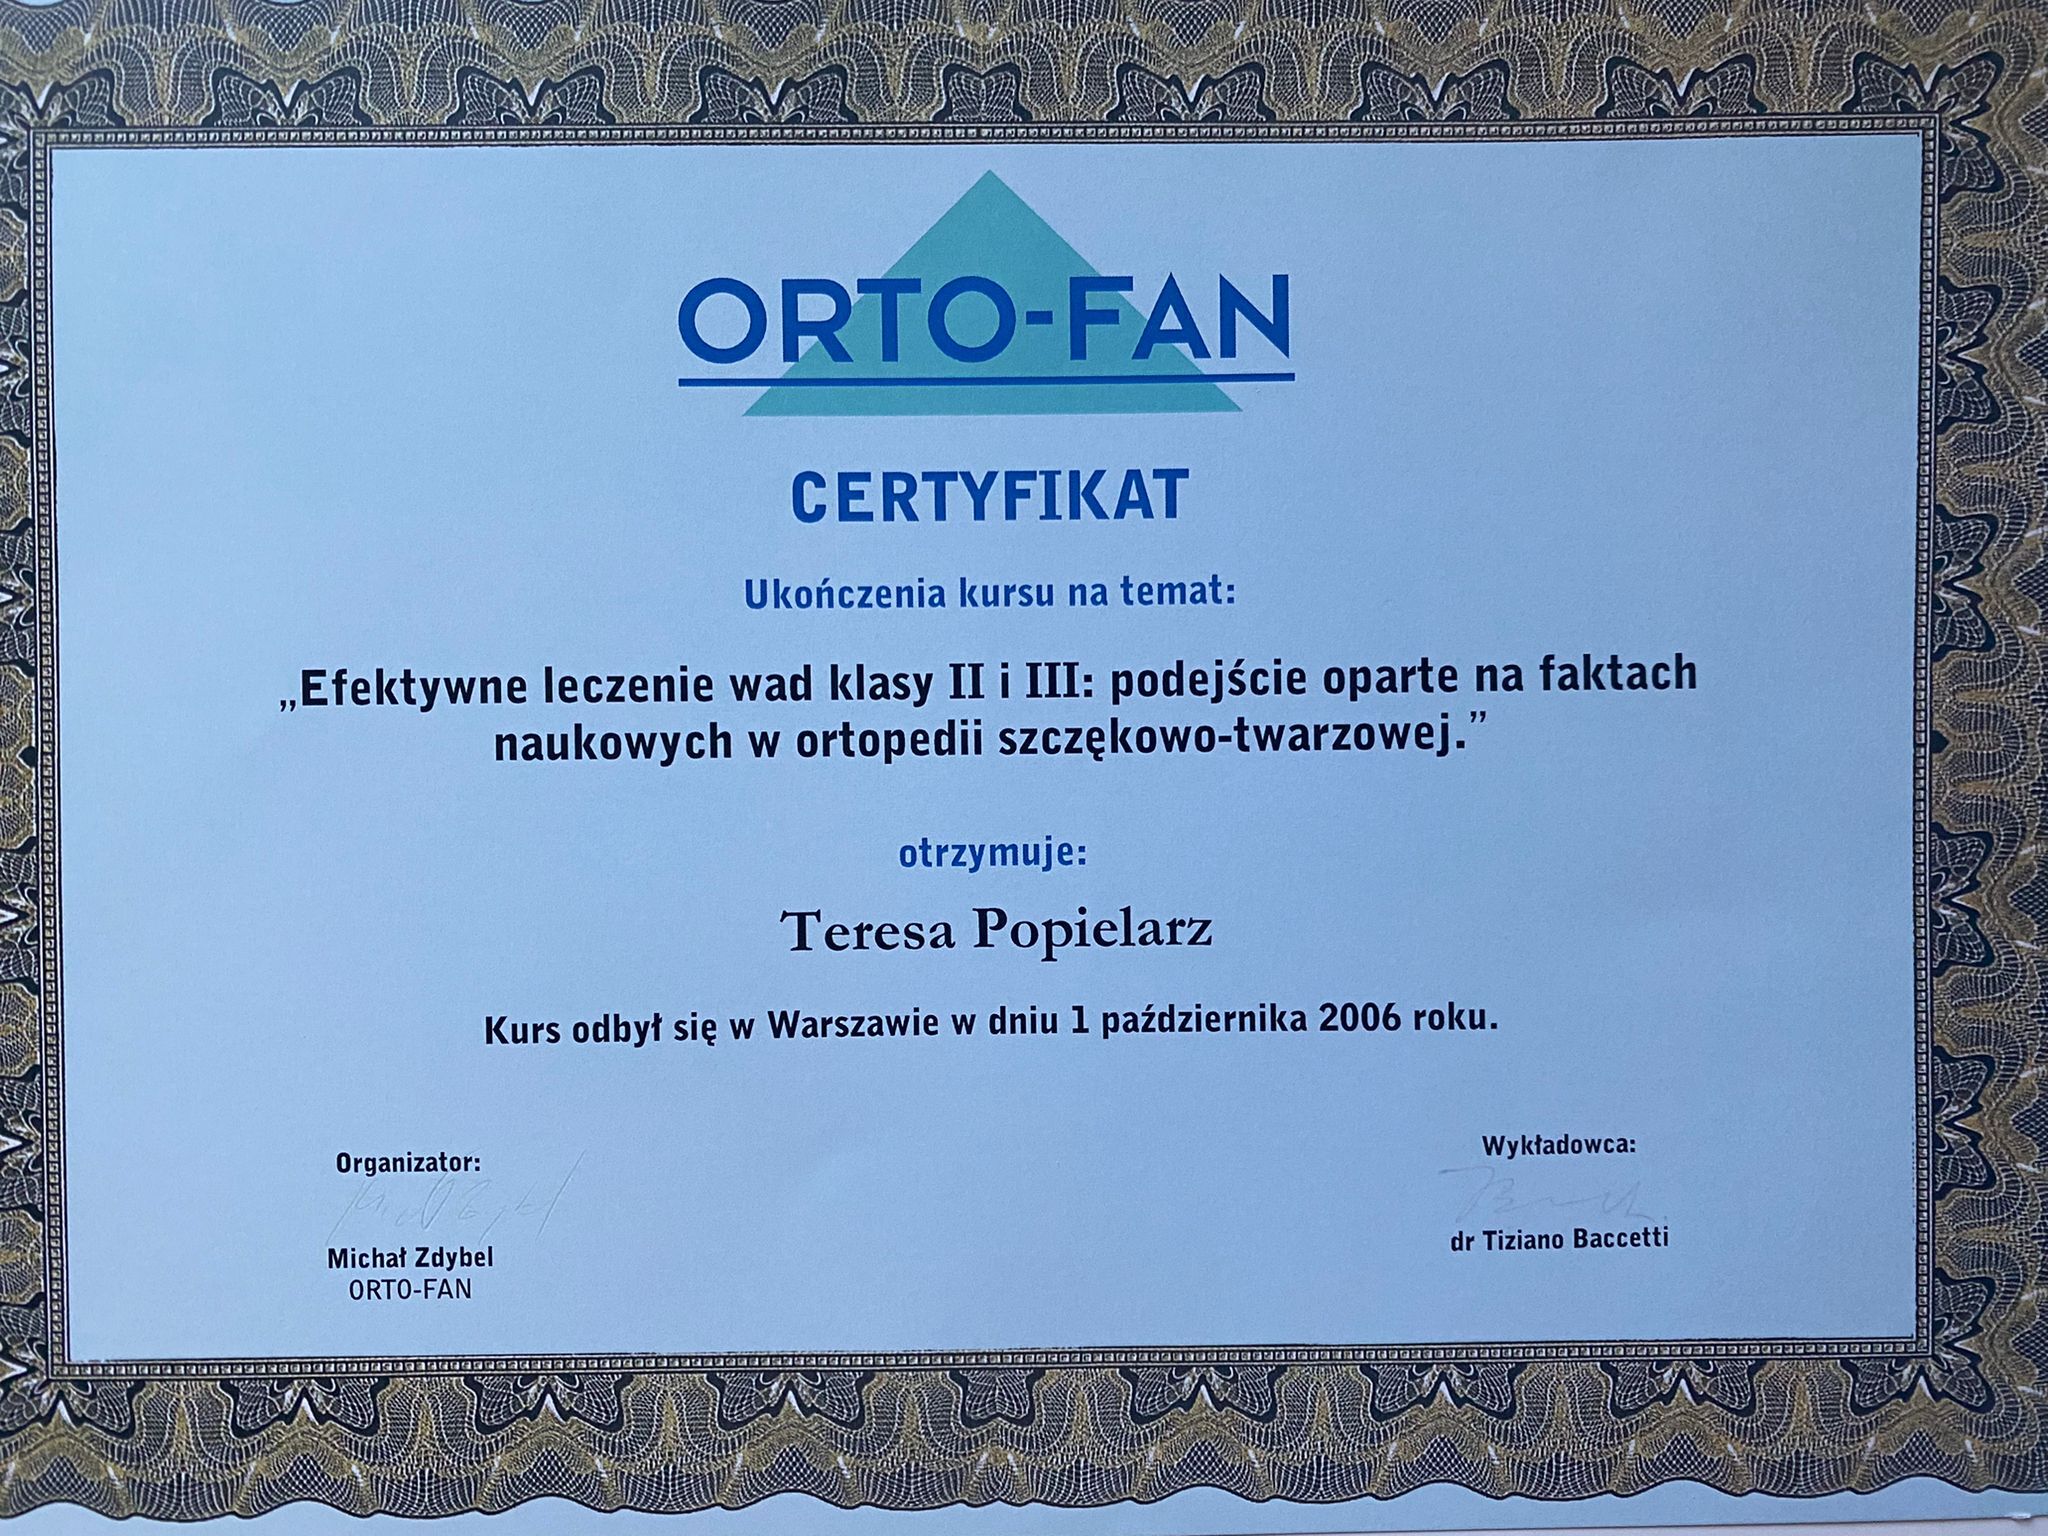 ORTO-FAN
CERTYFIKAT
Ukończenia kursu na temat:
„Efektywne leczenie wad klasy II i III: podejście oparte na faktach
naukowych w ortopedii szczękowo-twarzowej.”
otrzymuje:
Teresa Popielarz
Kurs odbył się w Warszawie w dniu 1 października 2006 roku.
Organizator:
Michał Zdybel
ORTO-FAN
Wykładowca:
dr Tiziano Baccetti